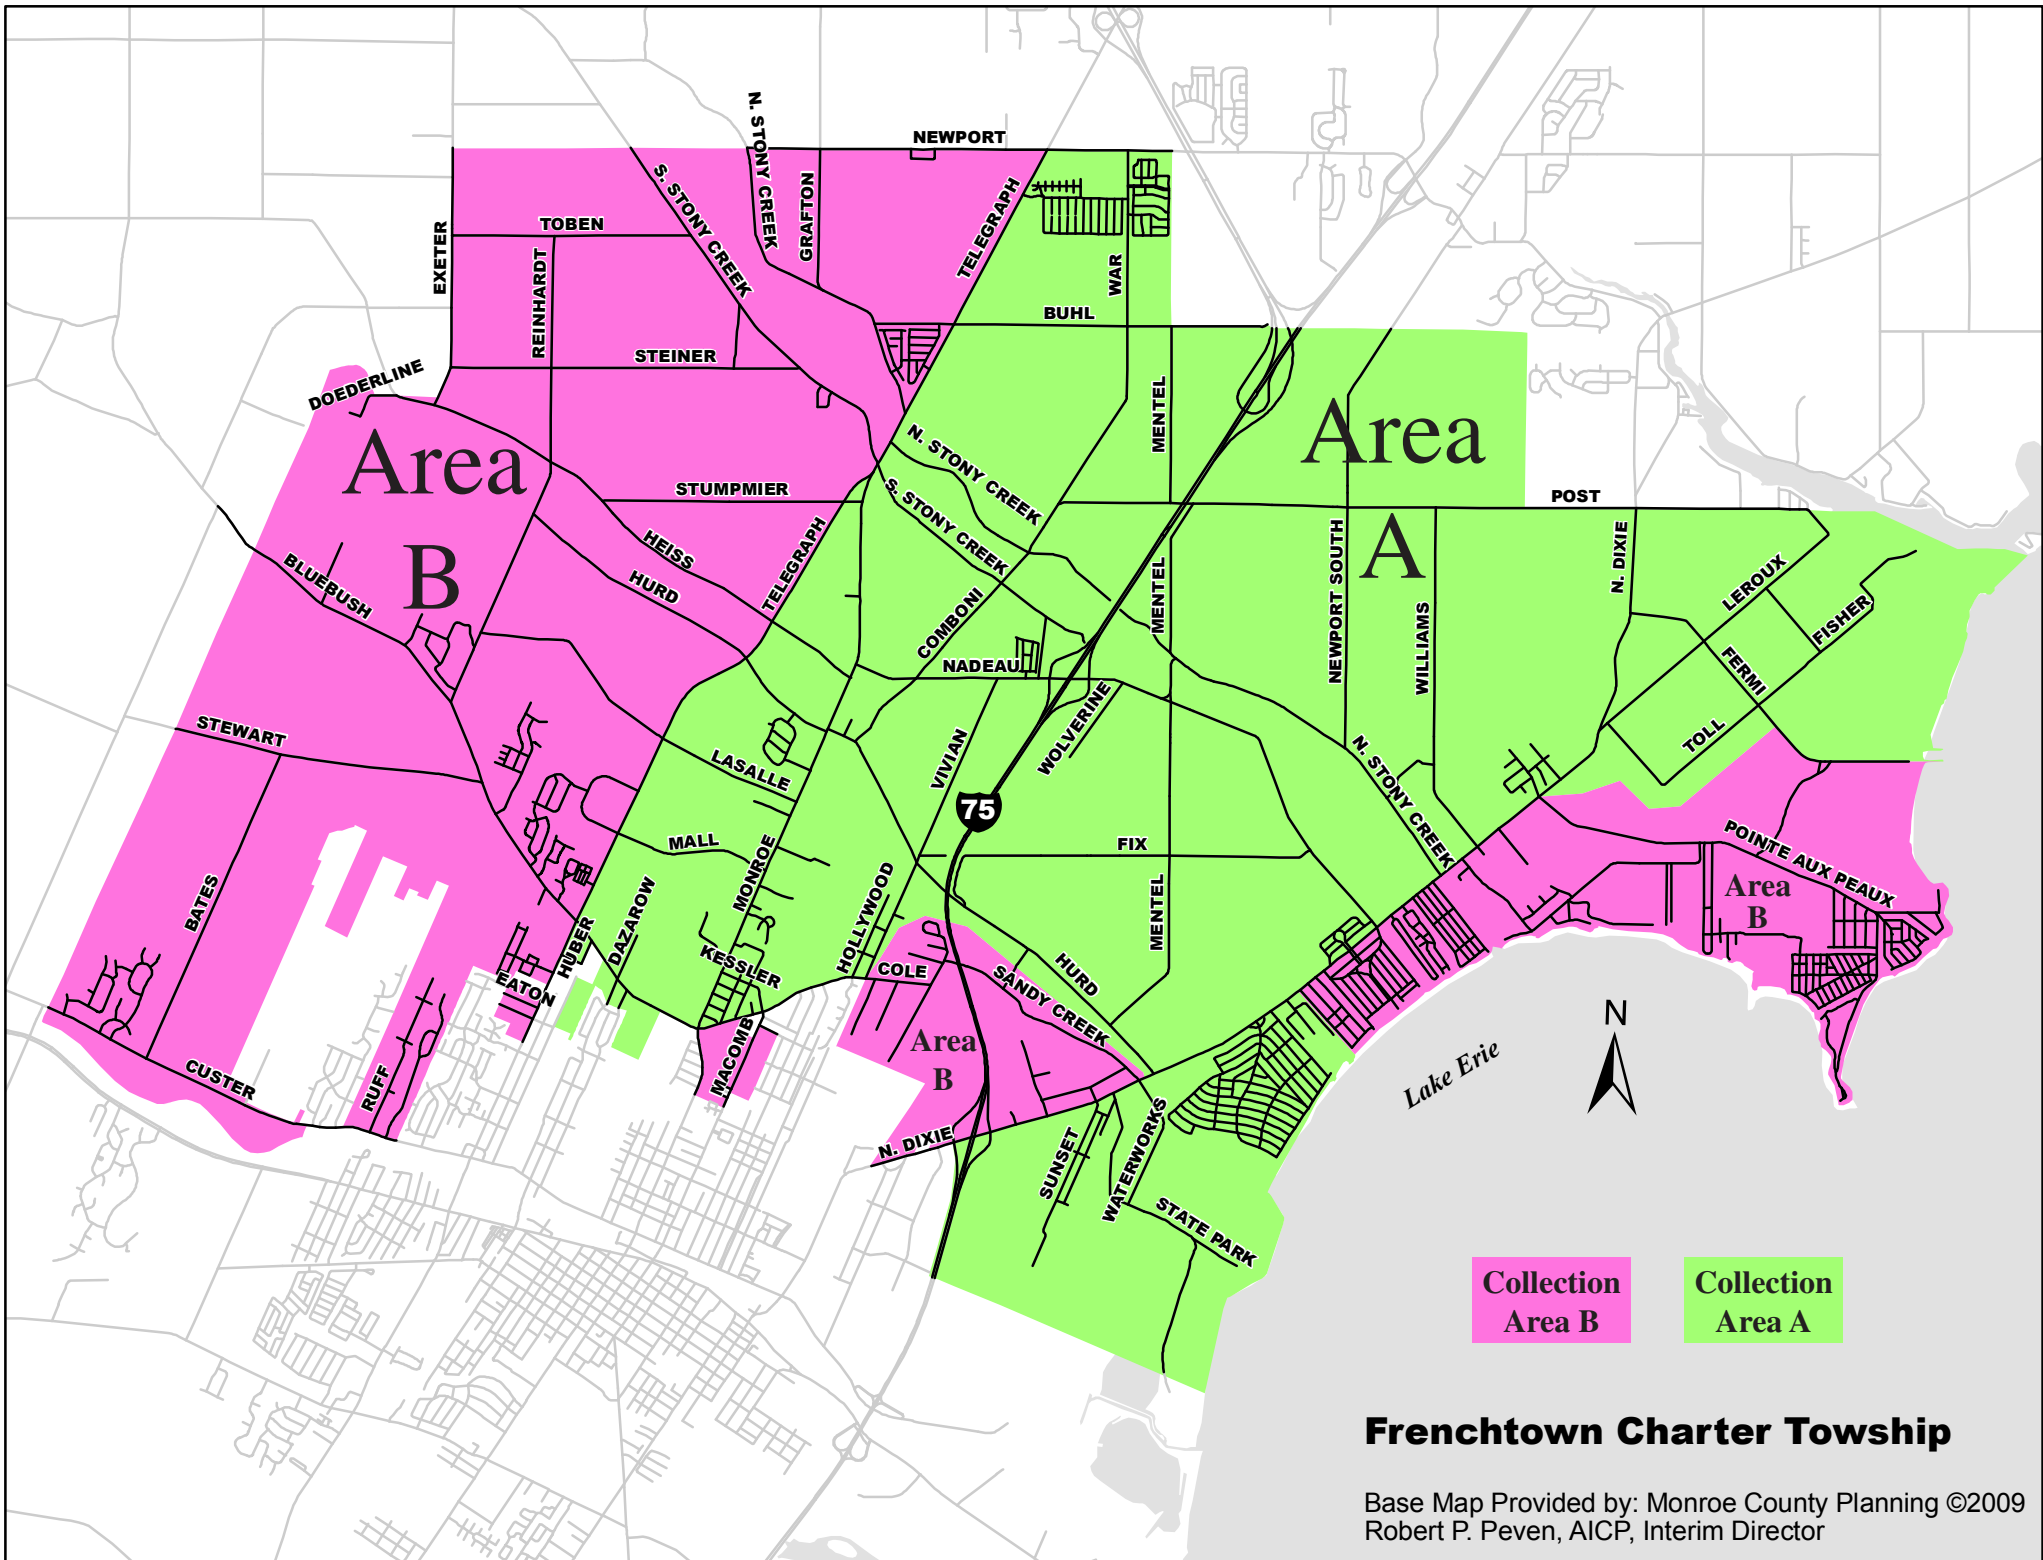 NEWPORT
N. STONY CREEK
S. STONY CREEK
GRAFTON
TELEGRAPH
EXETER
TOBEN
REINHARDT
WAR
BUHL
STEINER
DOEDERLINE
MENTEL
Area
A
Area
B
N. STONY CREEK
S. STONY CREEK
STUMPMIER
POST
HEISS
HURD
TELEGRAPH
BLUEBUSH
COMBONI
MENTEL
NEWPORT SOUTH
WILLIAMS
N. DIXIE
LEROUX
FISHER
FERMI
TOLL
NADEAU
WOLVERINE
VIVIAN
STEWART
LASALLE
75
N. STONY CREEK
MALL
MONROE
FIX
POINTE AUX PEAUX
Area
B
BATES
HUBER
DAZAROW
HOLLYWOOD
MENTEL
KESSLER
COLE
HURD
SANDY CREEK
EATON
MACOMB
Area
B
N
Lake Erie
CUSTER
RUFF
N. DIXIE
SUNSET
WATERWORKS
STATE PARK
Collection
Area B
Collection
Area A
Frenchtown Charter Towship
Base Map Provided by: Monroe County Planning ©2009
Robert P. Peven, AICP, Interim Director